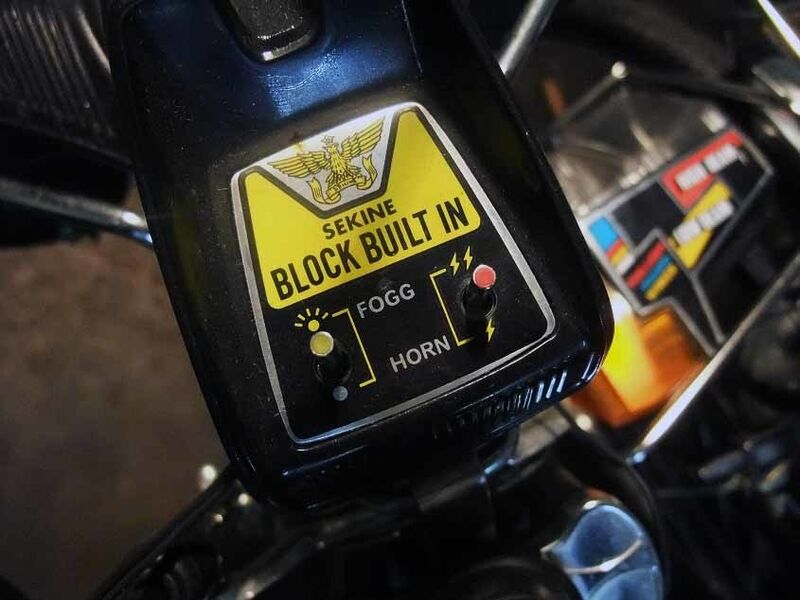 SEKINE
BLOCK BUILT IN
FOGG
HORN